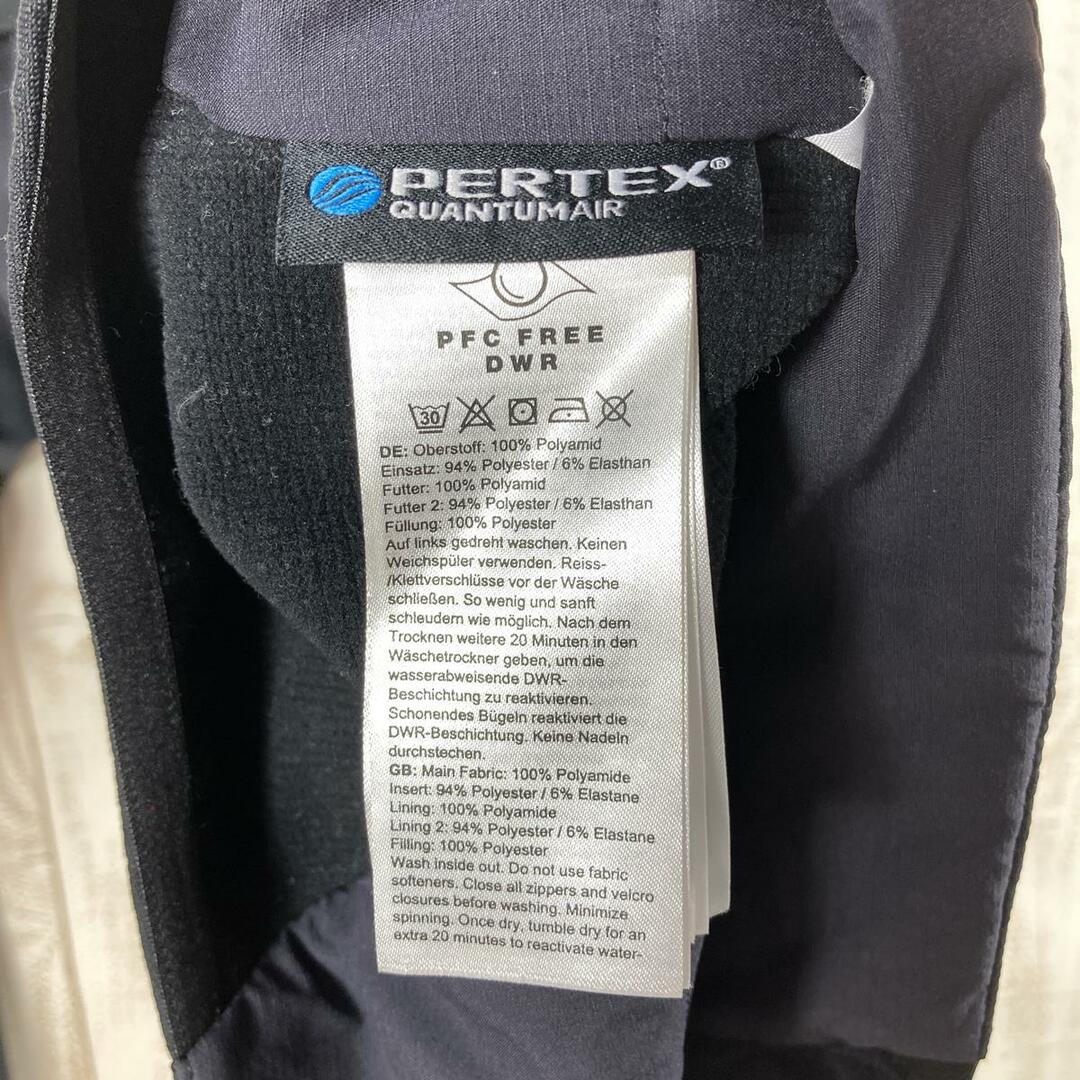 PERTEX®
QUANTUMAIR
PFC FREE
DWR
30
DE: Oberstoff: 100% Polyamid
Einsatz: 94% Polyester / 6% Elasthan
Futter: 100% Polyamid
Futter 2: 94% Polyester / 6% Elasthan
Füllung: 100% Polyester
Auf links gedreht waschen. Keinen
Weichspüler verwenden. Reiss-
/Klettverschlüsse vor der Wäsche
schließen. So wenig und sanft
schleudern wie möglich. Nach dem
Trocknen weitere 20 Minuten in den
Wäschetrockner geben, um die
wasserabweisende DWR-
Beschichtung zu reaktivieren.
Schonendes Bügeln reaktiviert die
DWR-Beschichtung. Keine Nadeln
durchstechen.
GB: Main Fabric: 100% Polyamide
Insert: 94% Polyester / 6% Elastane
Lining: 100% Polyamide
Lining 2: 94% Polyester / 6% Elastane
Filling: 100% Polyester
Wash inside out. Do not use fabric
softeners. Close all zippers and velcro
closures before washing. Minimize
spinning. Once dry, tumble dry for an
extra 20 minutes to reactivate water-